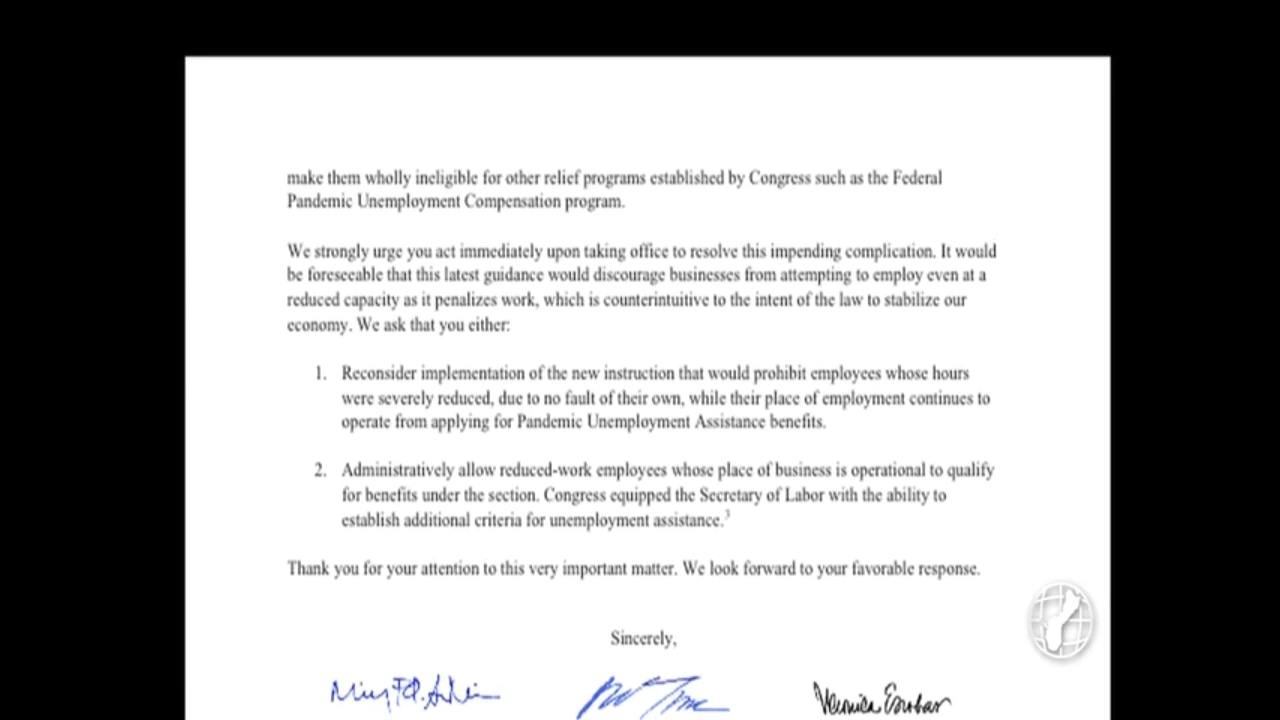 make them wholly ineligible for other relief programs established by Congress such as the Federal
Pandemic Unemployment Compensation program.
We strongly urge you act immediately upon taking office to resolve this impending complication. It would
be foreseeable that this latest guidance would discourage businesses from attempting to employ even at a
reduced capacity as it penalizes work, which is counterintuitive to the intent of the law to stabilize our
economy. We ask that you either:
1. Reconsider implementation of the new instruction that would prohibit employees whose hours
were severely reduced, due to no fault of their own, while their place of employment continues to
operate from applying for Pandemic Unemployment Assistance benefits.
2. Administratively allow reduced-work employees whose place of business is operational to qualify
for benefits under the section. Congress equipped the Secretary of Labor with the ability to
establish additional criteria for unemployment assistance.³
Thank you for your attention to this very important matter. We look forward to your favorable response.
Sincerely,
Veronica Escobar